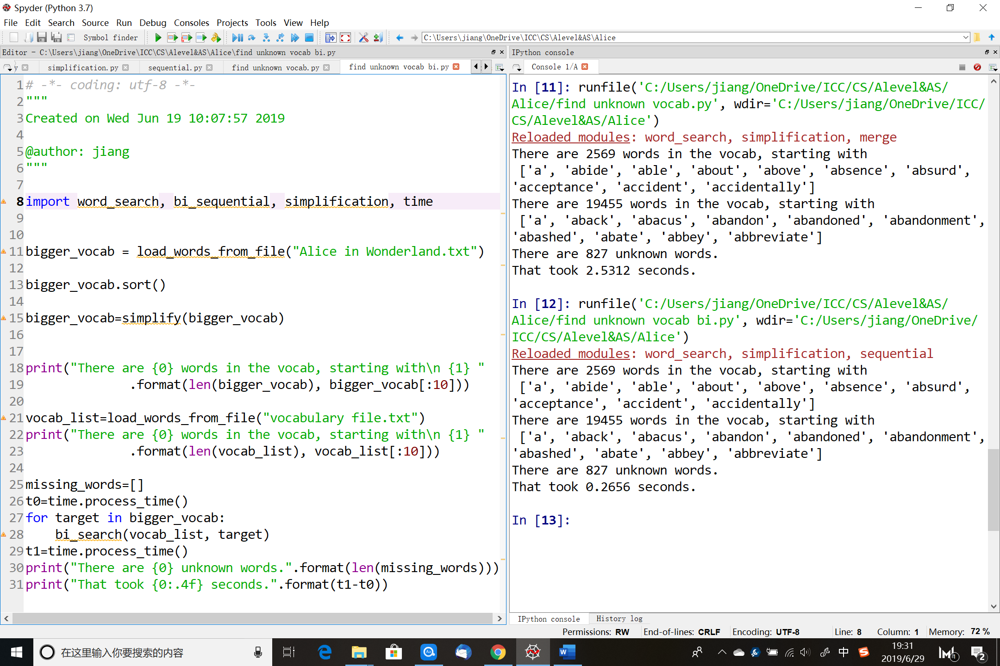 Spyder (Python 3.7)
File Edit Search Source Run Debug Consoles Projects Tools View Help
Symbol finder
C:\Users\jiang\OneDrive\ICC\CS\Alevel&AS\Alice
Editor - C:\Users\jiang\OneDrive\ICC\CS\Alevel&AS\Alice\find unknown vocab bi.py
y simplification.py sequential.py find unknown vocab.py find unknown vocab bi.py
1 # -*- coding: utf-8 -*-
2 """
3 Created on Wed Jun 19 10:07:57 2019
4
5 @author: jiang
6 """
7
8 import word_search, bi_sequential, simplification, time
9
10
11 bigger_vocab = load_words_from_file("Alice in Wonderland.txt")
12
13 bigger_vocab.sort()
14
15 bigger_vocab=simplify(bigger_vocab)
16
17
18 print("There are {0} words in the vocab, starting with\n {1} "
19 .format(len(bigger_vocab), bigger_vocab[:10]))
20
21 vocab_list=load_words_from_file("vocabulary file.txt")
22 print("There are {0} words in the vocab, starting with\n {1} "
23 .format(len(vocab_list), vocab_list[:10]))
24
25 missing_words=[]
26 t0=time.process_time()
27 for target in bigger_vocab:
28 bi_search(vocab_list, target)
29 t1=time.process_time()
30 print("There are {0} unknown words.".format(len(missing_words)))
31 print("That took {0:.4f} seconds.".format(t1-t0))
IPython console
Console 1/A
In [11]: runfile('C:/Users/jiang/OneDrive/ICC/CS/Alevel&AS/
Alice/find unknown vocab.py', wdir='C:/Users/jiang/OneDrive/ICC/
CS/Alevel&AS/Alice')
Reloaded modules: word_search, simplification, merge
There are 2569 words in the vocab, starting with
['a', 'abide', 'able', 'about', 'above', 'absence', 'absurd',
'acceptance', 'accident', 'accidentally']
There are 19455 words in the vocab, starting with
['a', 'aback', 'abacus', 'abandon', 'abandoned', 'abandonment',
'abashed', 'abate', 'abbey', 'abbreviate']
There are 827 unknown words.
That took 2.5312 seconds.
In [12]: runfile('C:/Users/jiang/OneDrive/ICC/CS/Alevel&AS/
Alice/find unknown vocab bi.py', wdir='C:/Users/jiang/OneDrive/
ICC/CS/Alevel&AS/Alice')
Reloaded modules: word_search, simplification, sequential
There are 2569 words in the vocab, starting with
['a', 'abide', 'able', 'about', 'above', 'absence', 'absurd',
'acceptance', 'accident', 'accidentally']
There are 19455 words in the vocab, starting with
['a', 'aback', 'abacus', 'abandon', 'abandoned', 'abandonment',
'abashed', 'abate', 'abbey', 'abbreviate']
There are 827 unknown words.
That took 0.2656 seconds.
In [13]:
IPython console History log
Permissions: RW End-of-lines: CRLF Encoding: UTF-8 Line: 8 Column: 1 Memory: 72 %
在这里输入你要搜索的内容
中
19:31
2019/6/29
1
2